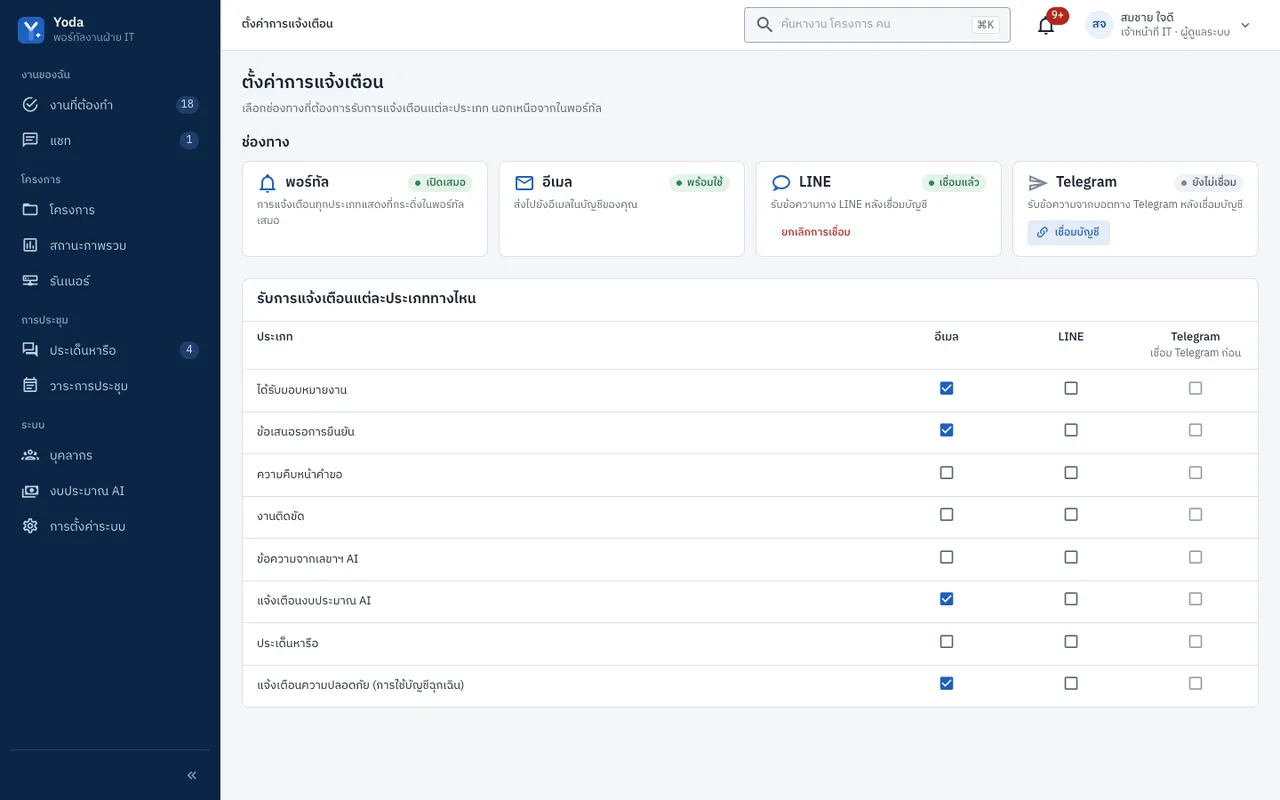 Yoda
พอร์ทัลงานฝ่าย IT
งานของฉัน
งานที่ต้องทำ 18
แชท 1
โครงการ
โครงการ
สถานะภาพรวม
รันเนอร์
การประชุม
ประเด็นหารือ 4
วาระการประชุม
ระบบ
บุคลากร
งบประมาณ AI
การตั้งค่าระบบ
ตั้งค่าการแจ้งเตือน
ค้นหางาน โครงการ คน ⌘K
9+
สจ
สมชาย ใจดี
เจ้าหน้าที่ IT · ผู้ดูแลระบบ
ตั้งค่าการแจ้งเตือน
เลือกช่องทางที่ต้องการรับการแจ้งเตือนแต่ละประเภท นอกเหนือจากในพอร์ทัล
ช่องทาง
พอร์ทัล เปิดเสมอ
การแจ้งเตือนทุกประเภทแสดงที่กระดิ่งในพอร์ทัล
เสมอ
อีเมล พร้อมใช้
ส่งไปยังอีเมลในบัญชีของคุณ
LINE เชื่อมแล้ว
รับข้อความทาง LINE หลังเชื่อมบัญชี
ยกเลิกการเชื่อม
Telegram ยังไม่เชื่อม
รับข้อความจากบอตทาง Telegram หลังเชื่อมบัญชี
เชื่อมบัญชี
รับการแจ้งเตือนแต่ละประเภททางไหน
ประเภท อีเมล LINE Telegram
เชื่อม Telegram ก่อน
ได้รับมอบหมายงาน
ข้อเสนอรอการยืนยัน
ความคืบหน้าคำขอ
งานติดขัด
ข้อความจากเลขาฯ AI
แจ้งเตือนงบประมาณ AI
ประเด็นหารือ
แจ้งเตือนความปลอดภัย (การใช้บัญชีฉุกเฉิน)